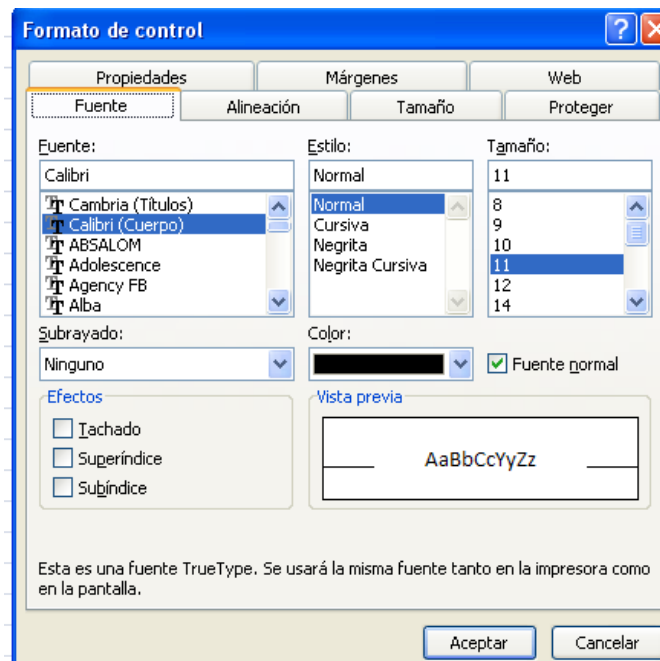 Formato de control
Propiedades Márgenes Web
Fuente Alineación Tamaño Proteger
Fuente: Estilo: Tamaño:
Calibri Normal 11
Cambria (Títulos) Normal 8
Calibri (Cuerpo) Cursiva 9
ABSALOM Negrita 10
Adolescence Negrita Cursiva 11
Agency FB 12
Alba 14
Subrayado: Color:
Ninguno Fuente normal
Efectos Vista previa
Tachado
Superíndice AaBbCcYyZz
Subíndice
Esta es una fuente TrueType. Se usará la misma fuente tanto en la impresora como
en la pantalla.
Aceptar Cancelar